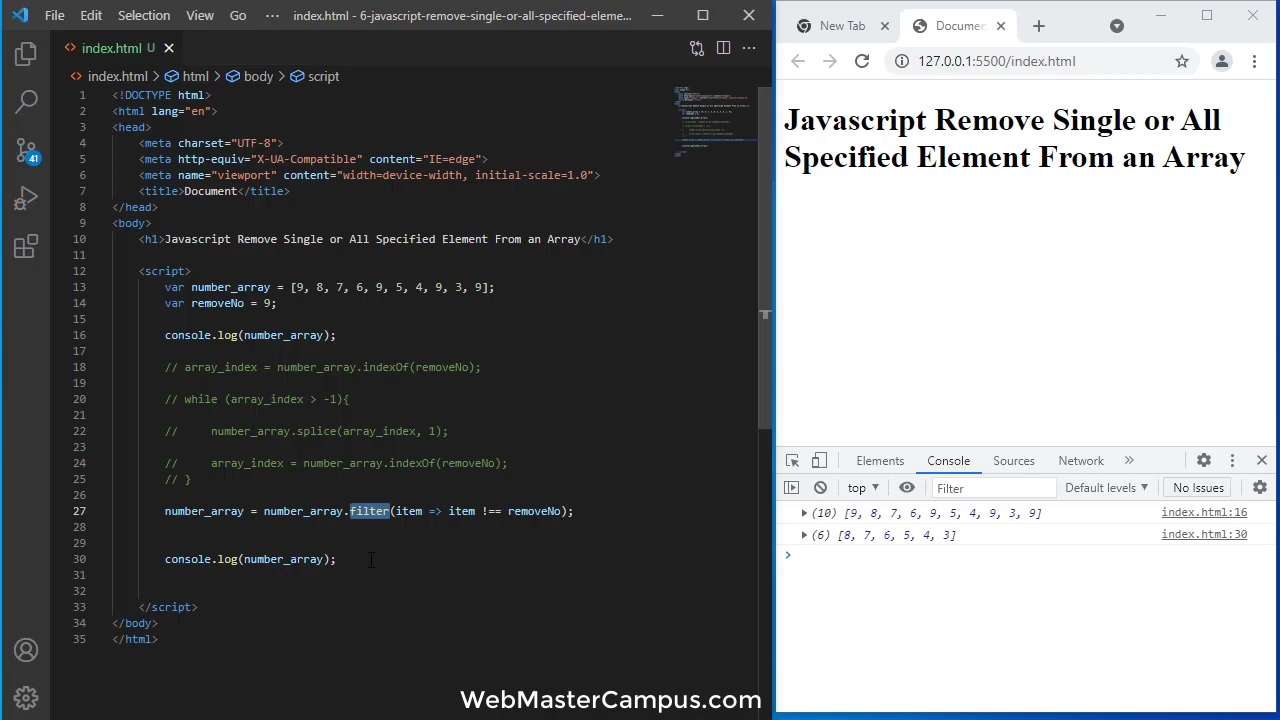 File Edit Selection View Go ··· index.html - 6-javascript-remove-single-or-all-specified-eleme...
index.html U
index.html > html > body > script
1 <!DOCTYPE html>
2 <html lang="en">
3 <head>
4 <meta charset="UTF-8">
5 <meta http-equiv="X-UA-Compatible" content="IE=edge">
6 <meta name="viewport" content="width=device-width, initial-scale=1.0">
7 <title>Document</title>
8 </head>
9 <body>
10 <h1>Javascript Remove Single or All Specified Element From an Array</h1>
11
12 <script>
13 var number_array = [9, 8, 7, 6, 9, 5, 4, 9, 3, 9];
14 var removeNo = 9;
15
16 console.log(number_array);
17
18 // array_index = number_array.indexOf(removeNo);
19
20 // while (array_index > -1){
21
22 // number_array.splice(array_index, 1);
23
24 // array_index = number_array.indexOf(removeNo);
25 // }
26
27 number_array = number_array.filter(item => item !== removeNo);
28
29
30 console.log(number_array);
31
32
33 </script>
34 </body>
35 </html>
41
WebMasterCampus.com
New Tab
Documen
127.0.0.1:5500/index.html
Javascript Remove Single or All
Specified Element From an Array
Elements Console Sources Network »
top Filter Default levels No Issues
(10) [9, 8, 7, 6, 9, 5, 4, 9, 3, 9] index.html:16
(6) [8, 7, 6, 5, 4, 3] index.html:30